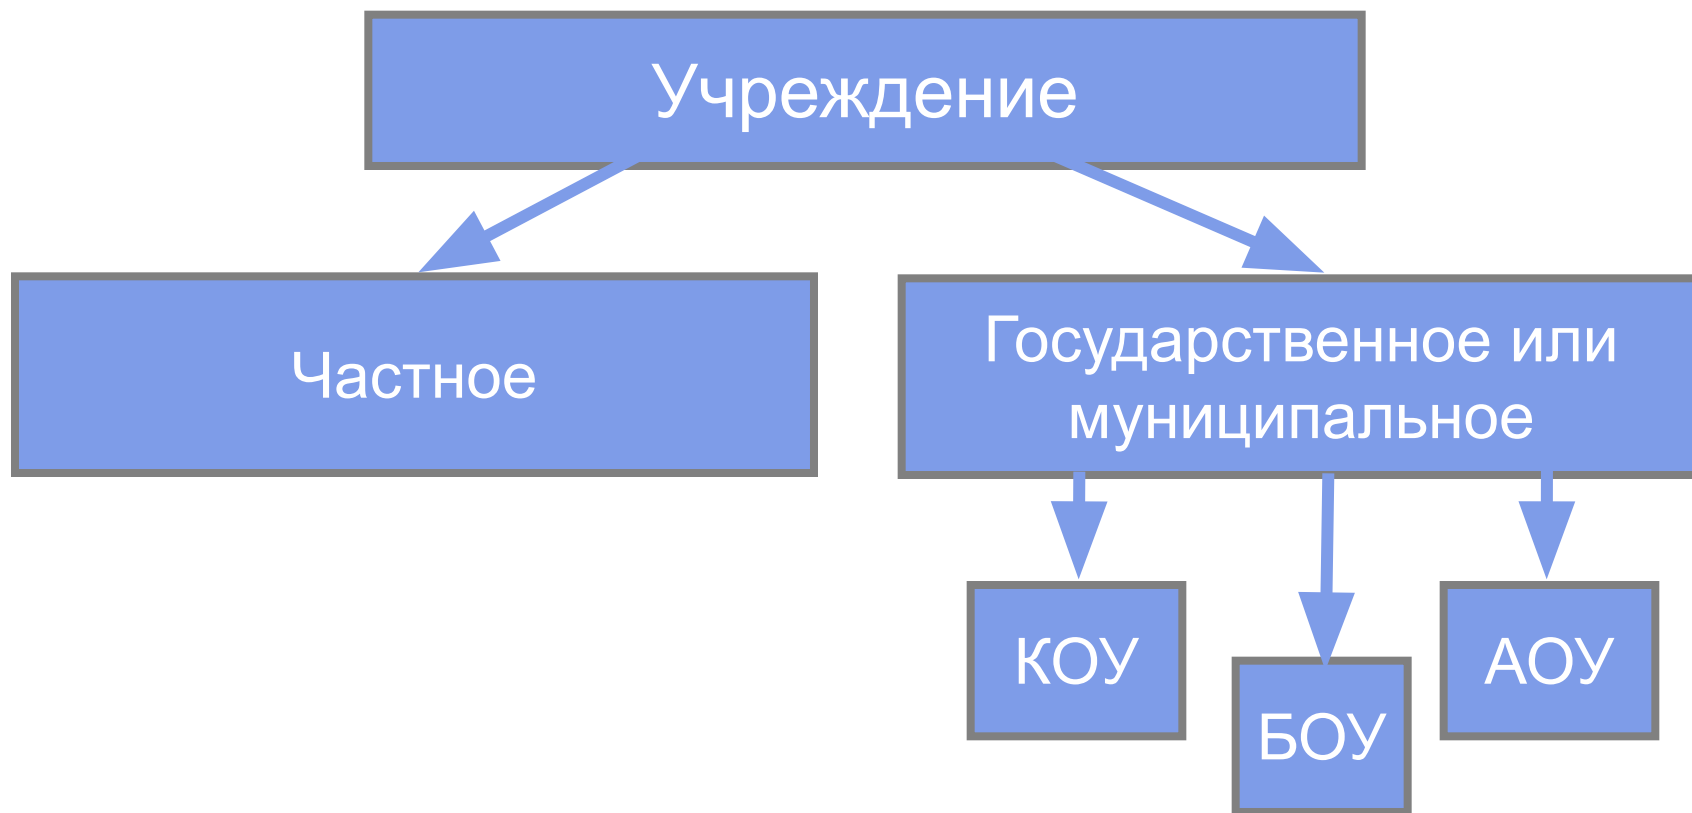 Учреждение
Частное
Государственное или
муниципальное
КОУ
БОУ
АОУ